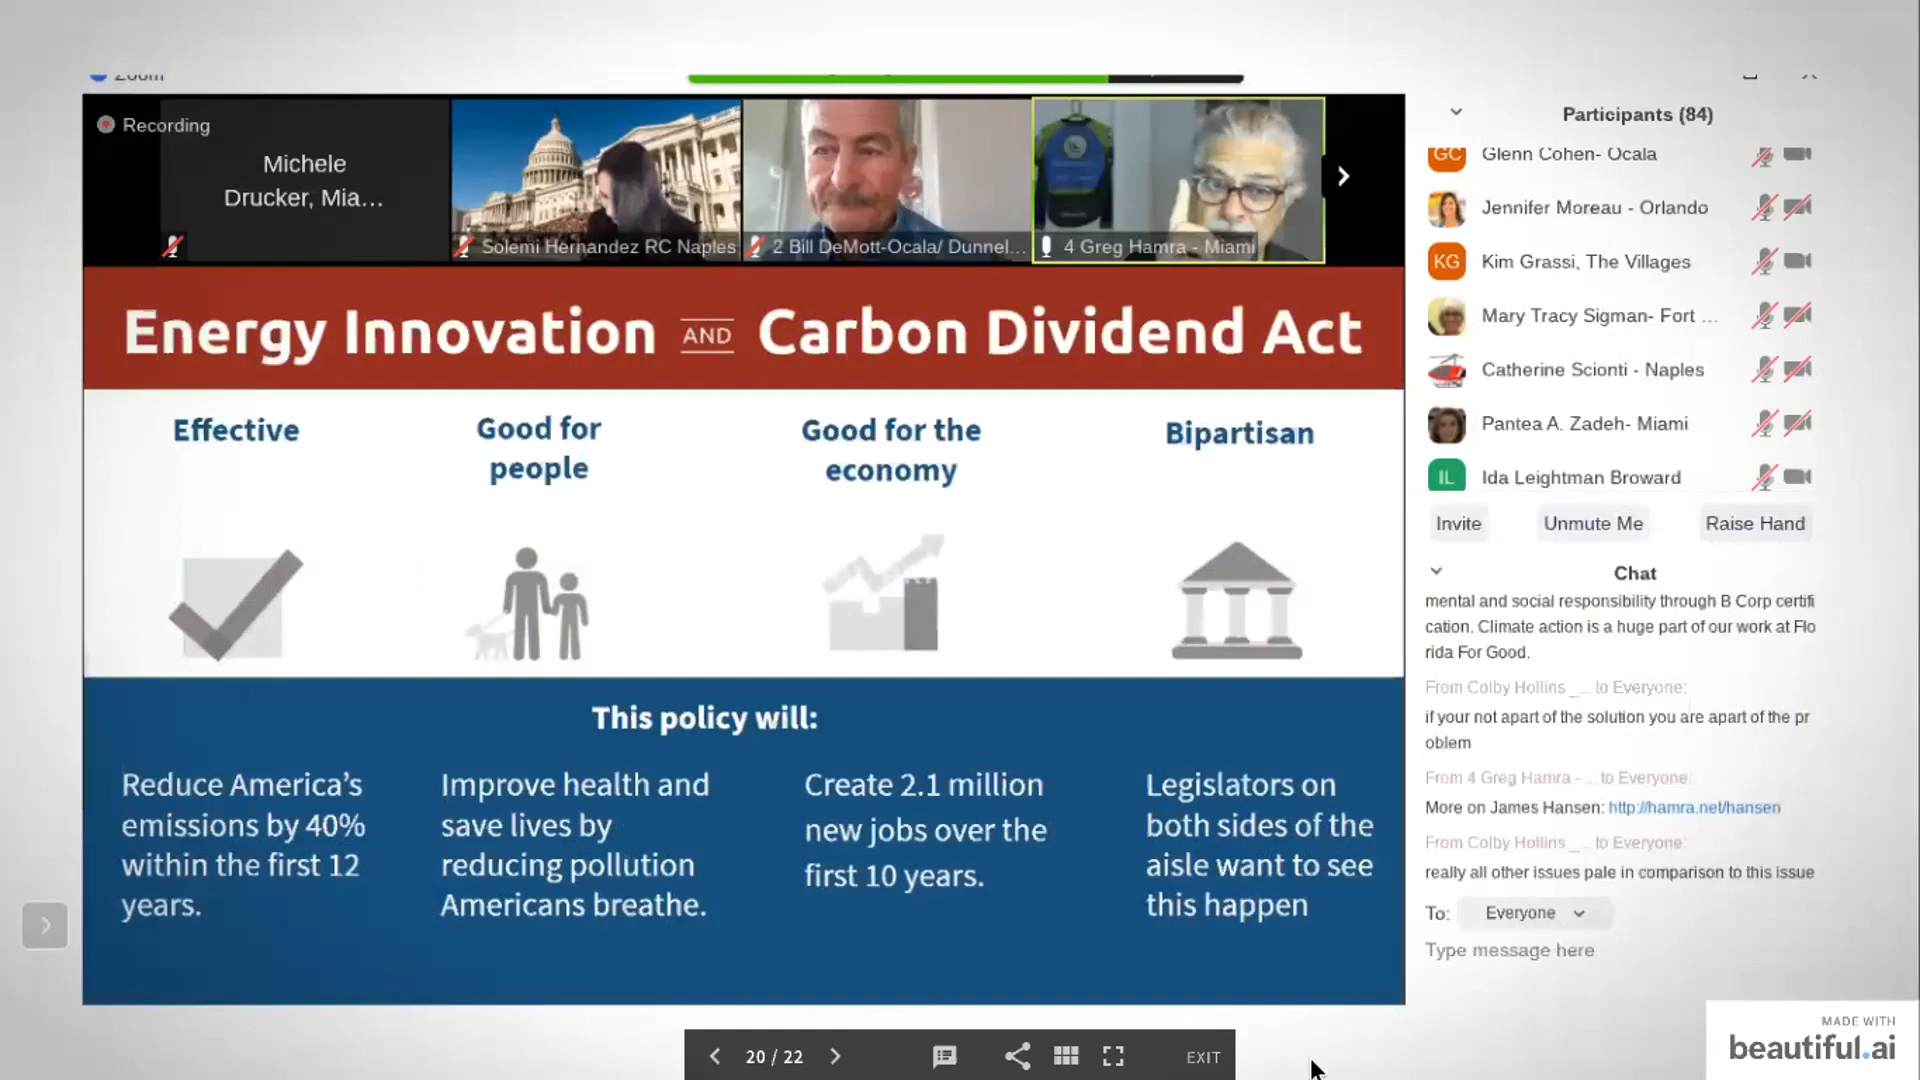 Zoom
Recording
Michele
Drucker, Mia...
Solemi Hernandez RC Naples
2 Bill DeMott-Ocala/ Dunnel...
4 Greg Hamra - Miami
Energy Innovation AND Carbon Dividend Act
Effective
Good for
people
Good for the
economy
Bipartisan
This policy will:
Reduce America's
emissions by 40%
within the first 12
years.
Improve health and
save lives by
reducing pollution
Americans breathe.
Create 2.1 million
new jobs over the
first 10 years.
Legislators on
both sides of the
aisle want to see
this happen
Participants (84)
GC Glenn Cohen- Ocala
Jennifer Moreau - Orlando
KG Kim Grassi, The Villages
Mary Tracy Sigman- Fort ...
Catherine Scionti - Naples
Pantea A. Zadeh- Miami
IL Ida Leightman Broward
Invite Unmute Me Raise Hand
Chat
mental and social responsibility through B Corp certifi
cation. Climate action is a huge part of our work at Flo
rida For Good.
From Colby Hollins _... to Everyone:
if your not apart of the solution you are apart of the pr
oblem
From 4 Greg Hamra - ... to Everyone:
More on James Hansen: http://hamra.net/hansen
From Colby Hollins _... to Everyone:
really all other issues pale in comparison to this issue
To: Everyone
Type message here
20 / 22
EXIT
MADE WITH
beautiful.ai